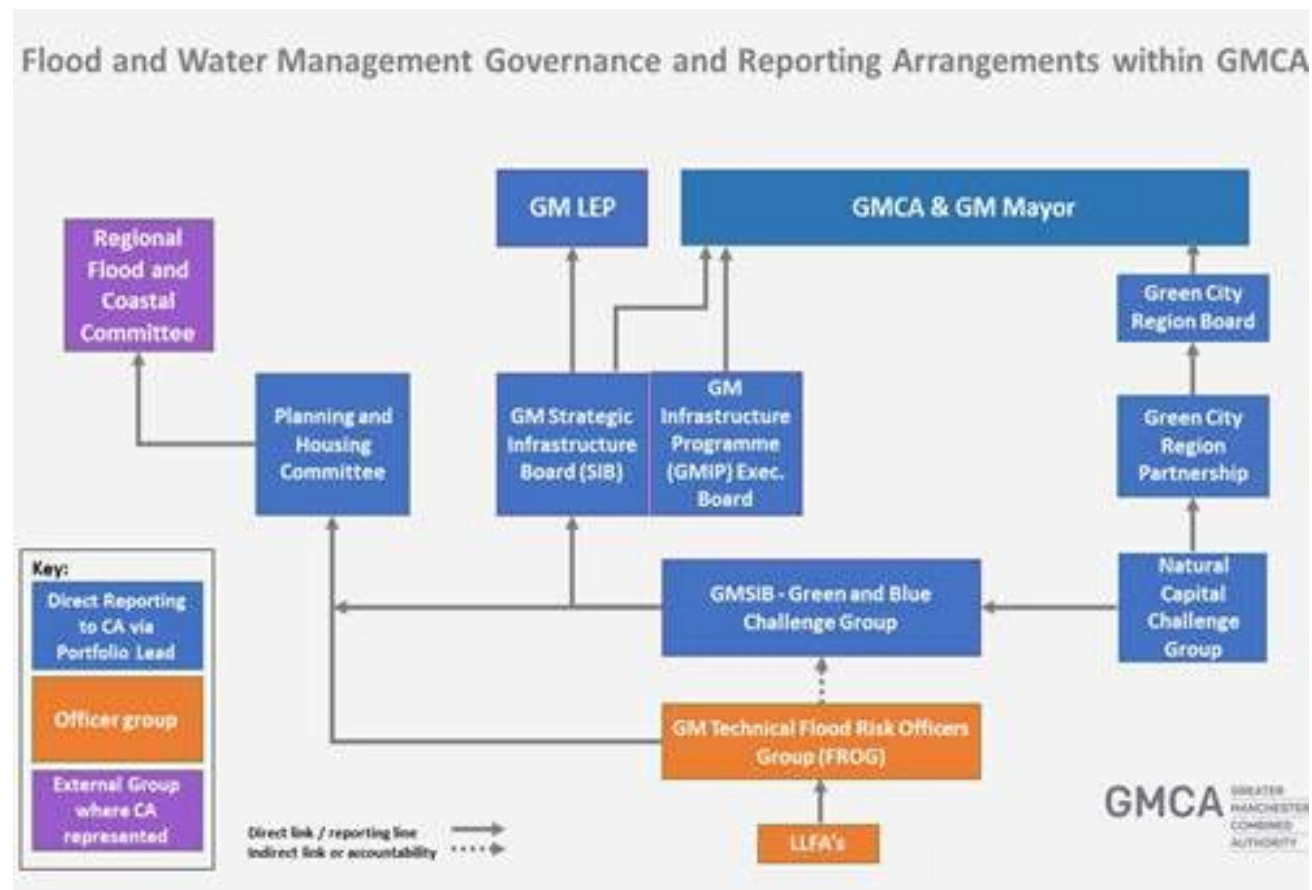 Flood and Water Management Governance and Reporting Arrangements within GMCA
GM LEP
GMCA & GM Mayor
Regional
Flood and
Coastal
Committee
Green City
Region Board
Planning and
Housing
Committee
GM Strategic
Infrastructure
Board (SIB)
GM
Infrastructure
Programme
(GMIP) Exec.
Board
Green City
Region
Partnership
GMSIB - Green and Blue
Challenge Group
Natural
Capital
Challenge
Group
Key:
Direct Reporting
to CA via
Portfolio Lead
Officer group
External Group
where CA
represented
GM Technical Flood Risk Officers
Group (FROG)
LLFA's
Direct link / reporting line
Indirect link or accountability
GMCA
GREATER
MANCHESTER
COMBINED
AUTHORITY